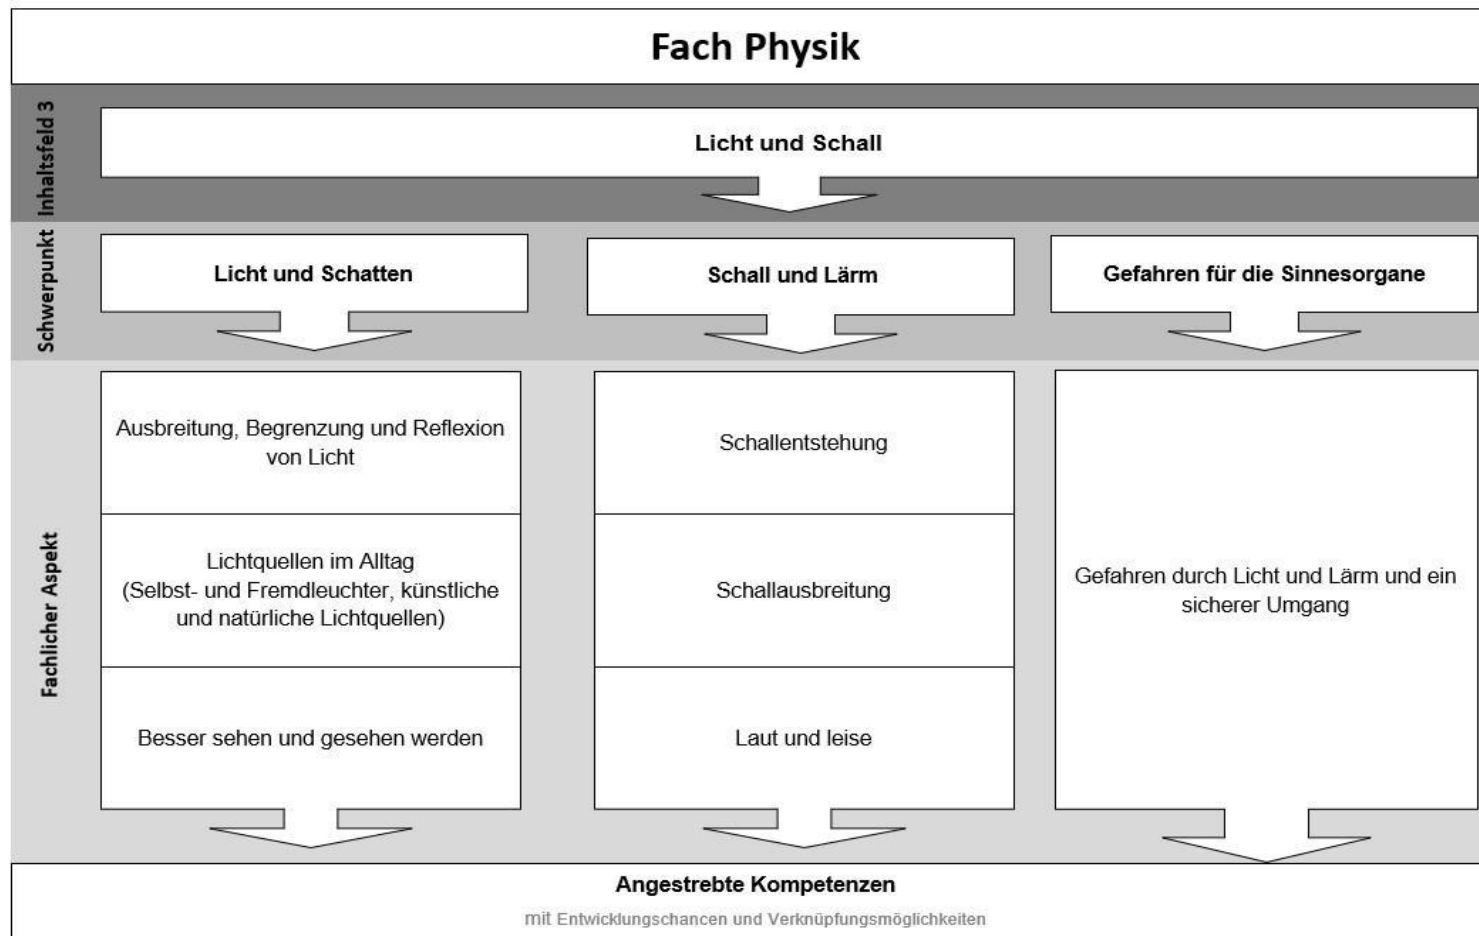 Fach Physik
Inhaltsfeld 3
Licht und Schall
Schwerpunkt
Licht und Schatten
Schall und Lärm
Gefahren für die Sinnesorgane
Fachlicher Aspekt
Ausbreitung, Begrenzung und Reflexion
von Licht
Lichtquellen im Alltag
(Selbst- und Fremdleuchter, künstliche
und natürliche Lichtquellen)
Besser sehen und gesehen werden
Schallentstehung
Schallausbreitung
Laut und leise
Gefahren durch Licht und Lärm und ein
sicherer Umgang
Angestrebte Kompetenzen
mit Entwicklungschancen und Verknüpfungsmöglichkeiten